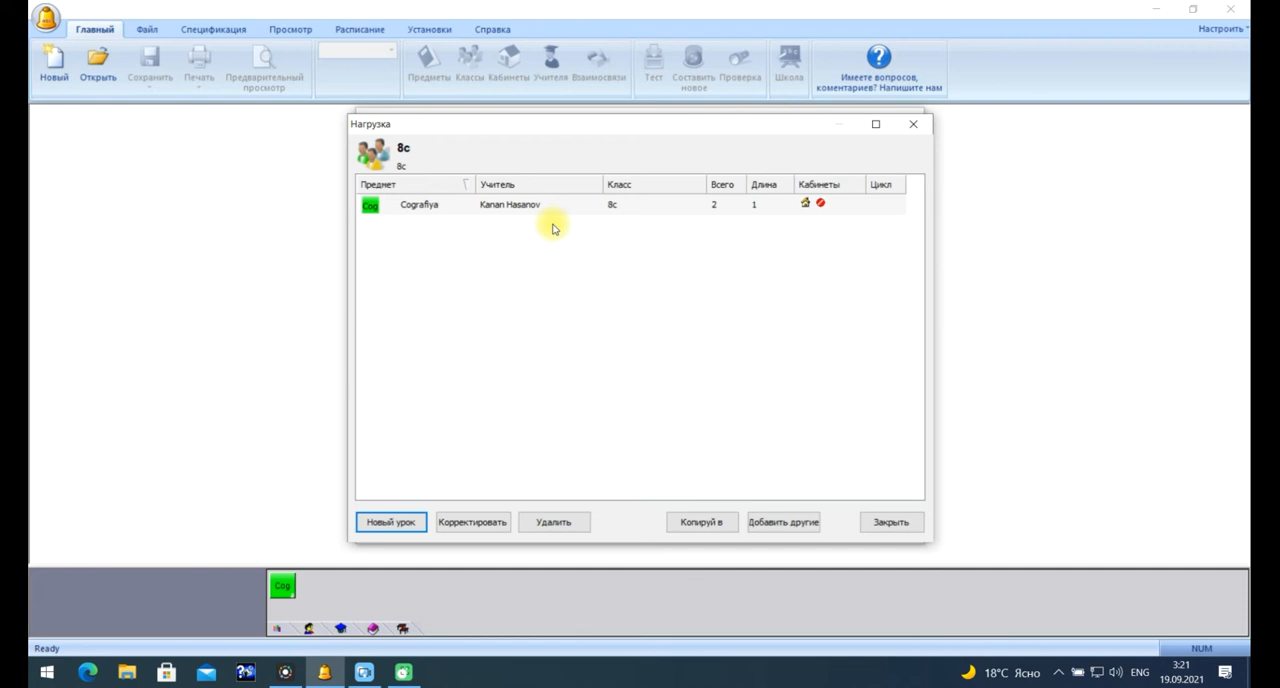 Главный Файл Спецификация Просмотр Расписание Установки Справка Настроить
Новый Открыть Сохранить Печать Предварительный просмотр Предметы Классы Кабинеты Учителя Взаимосвязи Тест Составить новое Проверка Школа Имеете вопросов, коментариев? Напишите нам
Нагрузка
8c
8c
Предмет Учитель Класс Всего Длина Кабинеты Цикл
Cog Cografiya Kanan Hasanov 8c 2 1
Новый урок Корректировать Удалить Копируй в Добавить другие Закрыть
Cog
Ready NUM
18°C Ясно ENG 3:21
19.09.2021